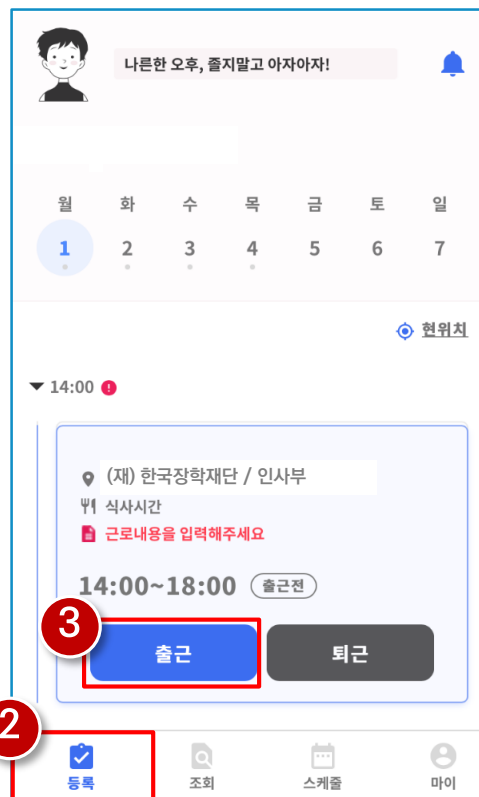 나른한 오후, 졸지말고 아자아자!
월 화 수 목 금 토 일
1 2 3 4 5 6 7
현위치
14:00
(재) 한국장학재단 / 인사부
식사시간
근로내용을 입력해주세요
14:00~18:00 출근전
3
출근 퇴근
2
등록 조회 스케줄 마이